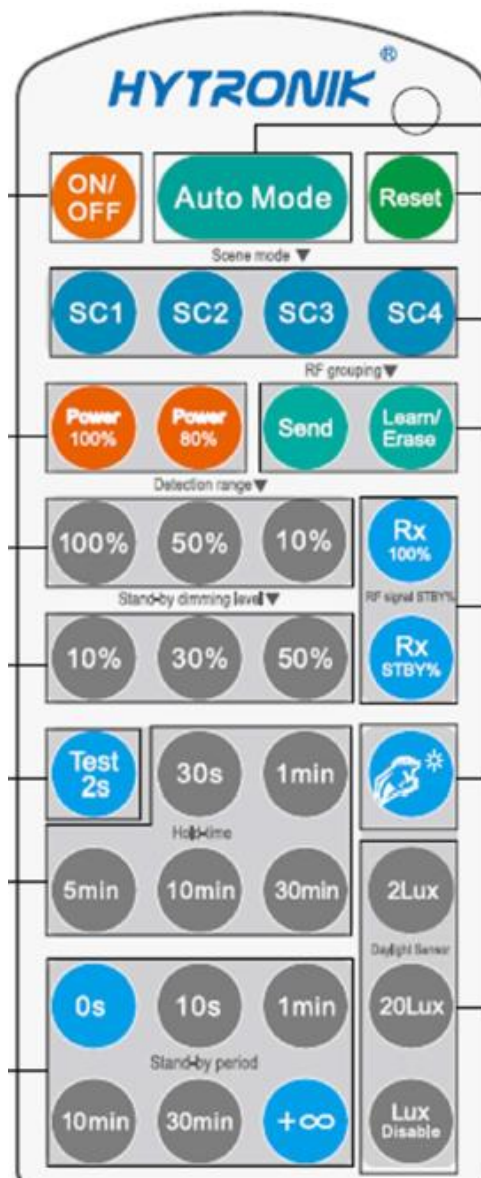 HYTRONIK®
ON/
OFF
Auto Mode
Reset
Scene mode ▼
SC1 SC2 SC3 SC4
RF grouping ▼
Power
100%
Power
80%
Send
Learn/
Erase
Detection range ▼
100% 50% 10%
Rx
100%
Stand-by dimming level ▼
RF signal STBY%
10% 30% 50%
Rx
STBY%
Test
2s
30s 1min
Hold-time
5min 10min 30min
2Lux
Daylight Sensor
0s 10s 1min
20Lux
Stand-by period
10min 30min +∞
Lux
Disable